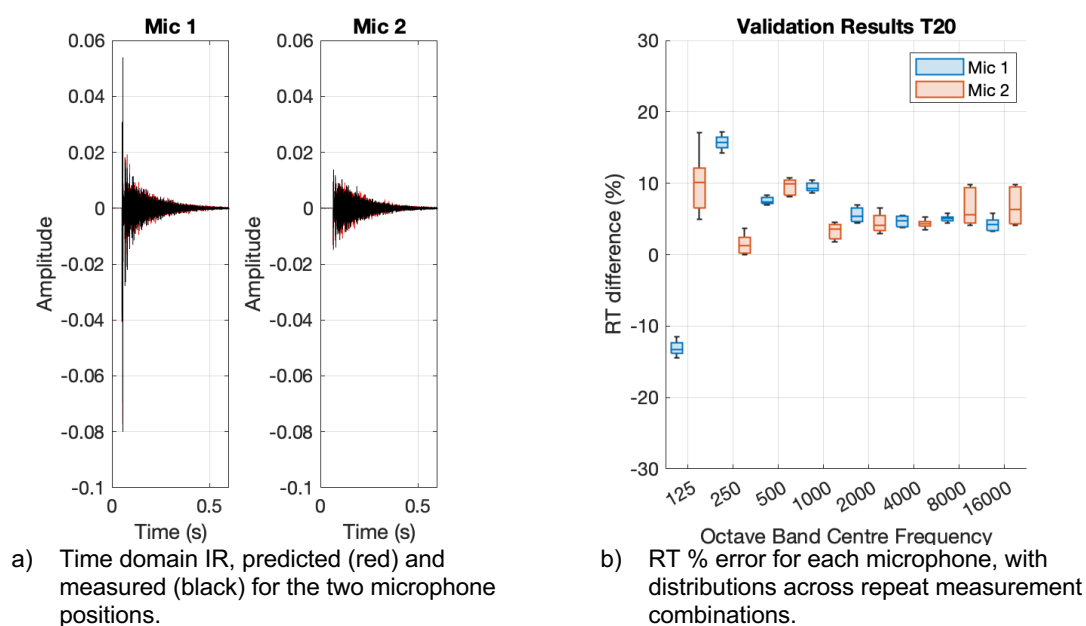 Mic 1
0.06
0.04
0.02
0
-0.02
-0.04
-0.06
-0.08
-0.1
Amplitude
0
0.5
Time (s)
Mic 2
0.06
0.04
0.02
0
-0.02
-0.04
-0.06
-0.08
-0.1
Amplitude
0
0.5
Time (s)
a) Time domain IR, predicted (red) and
measured (black) for the two microphone
positions.
Validation Results T20
30
20
10
0
-10
-20
-30
RT difference (%)
Mic 1
Mic 2
125
250
500
1000
2000
4000
8000
16000
Octave Band Centre Frequency
b) RT % error for each microphone, with
distributions across repeat measurement
combinations.